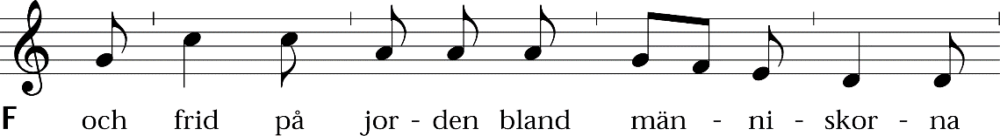 F och frid på jor - den bland män - ni - skor - na